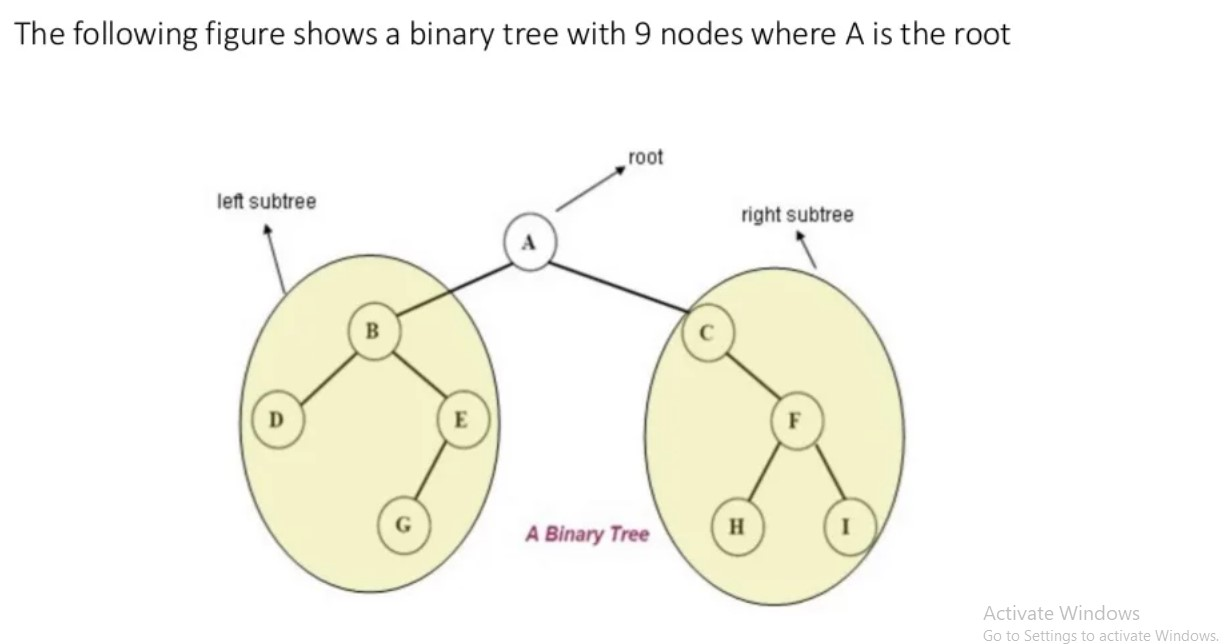 The following figure shows a binary tree with 9 nodes where A is the root
root
left subtree
right subtree
A
B
C
D
E
F
G
H
I
A Binary Tree
Activate Windows
Go to Settings to activate Windows.